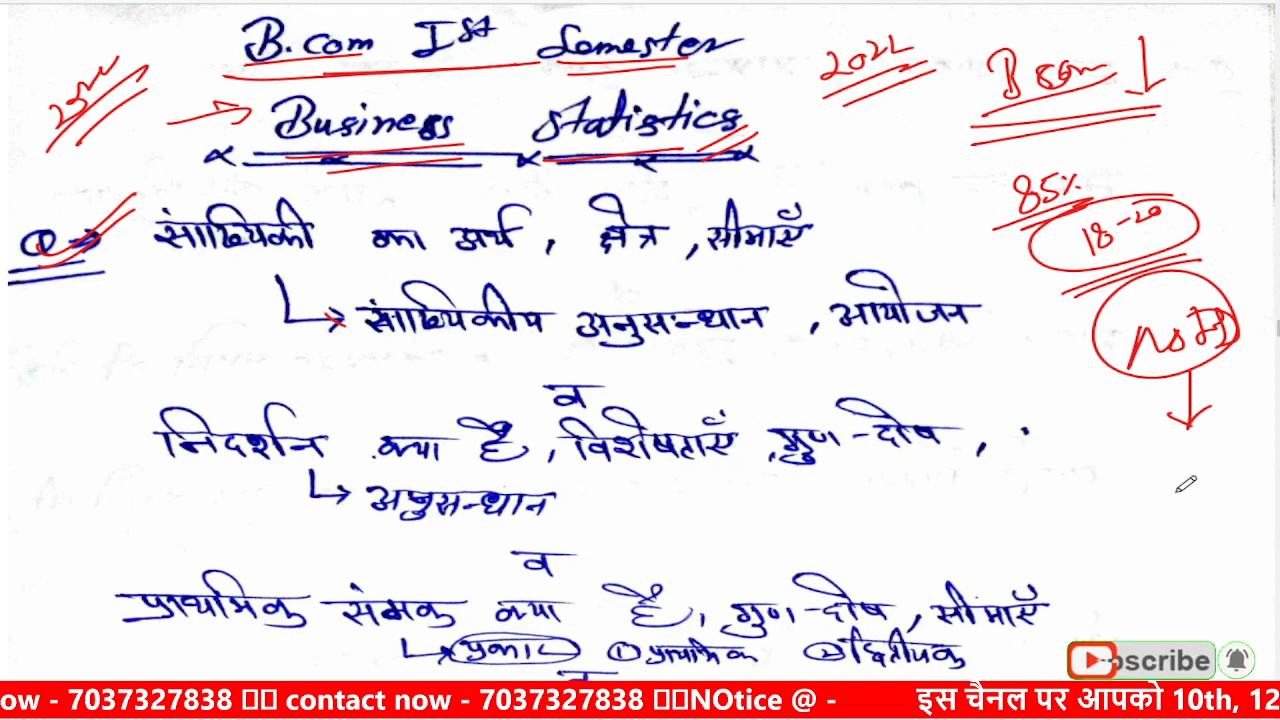 B.com Ist Semester
2022
B com 1
Business Statistics
85%
18-20
Q → सांख्यिकी का अर्थ, क्षेत्र, सीमाएँ
सांख्यिकीय अनुसन्धान, आयोजन
व
निदर्शन क्या है, विशेषताएँ, गुण-दोष,
अनुसन्धान
व
प्राथमिक संमक क्या है, गुण-दोष, सीमाएँ
प्रकार ① प्राथमिक ② द्वितीयक
व
bscribe
ow - 7037327838 contact now - 7037327838 NOtice @ - इस चैनल पर आपको 10th, 12